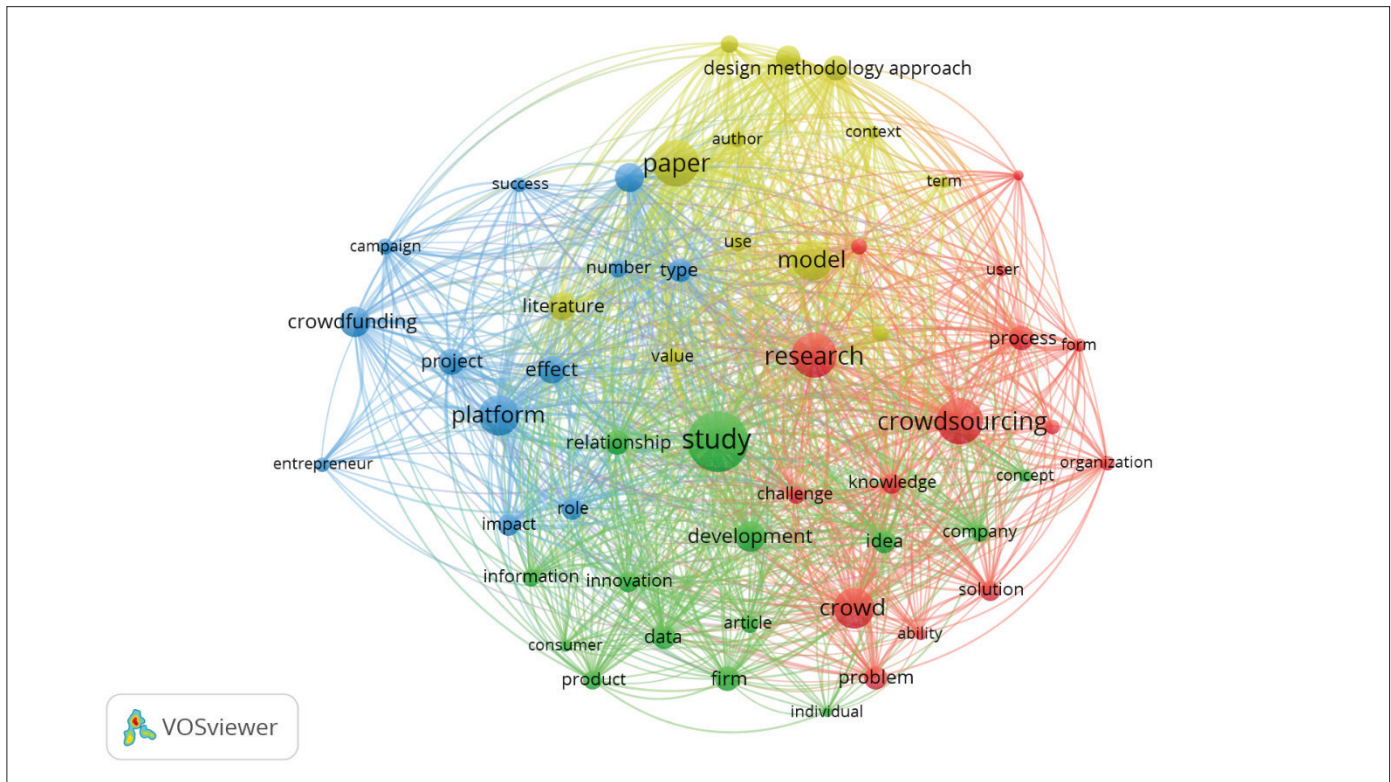 design methodology approach
author
context
paper
success
term
campaign
use
model
number
type
user
literature
crowdfunding
process
form
value
research
project
effect
platform
crowdsourcing
study
relationship
entrepreneur
organization
concept
knowledge
challenge
role
impact
company
development
idea
information
innovation
solution
crowd
article
ability
data
consumer
product
firm
problem
individual
VOSviewer